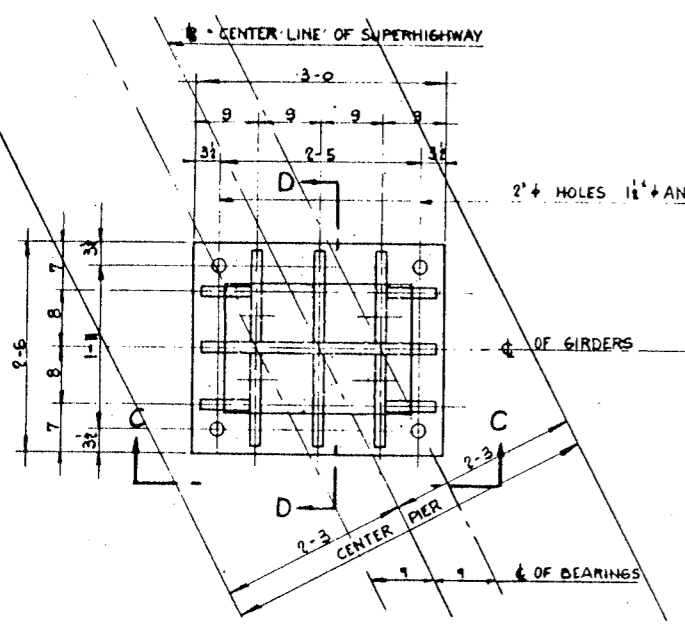 ℄ - CENTER LINE OF SUPERHIGHWAY
3-0
9 9 9 9
3½ 2-5 3½
D
2" ϕ HOLES 1½" ϕ AN
3½
7
8
2-6
1-11
℄ OF GIRDERS
8
7
3½
C
C
2-3
D
2-3
CENTER PIER
9 9
℄ OF BEARINGS